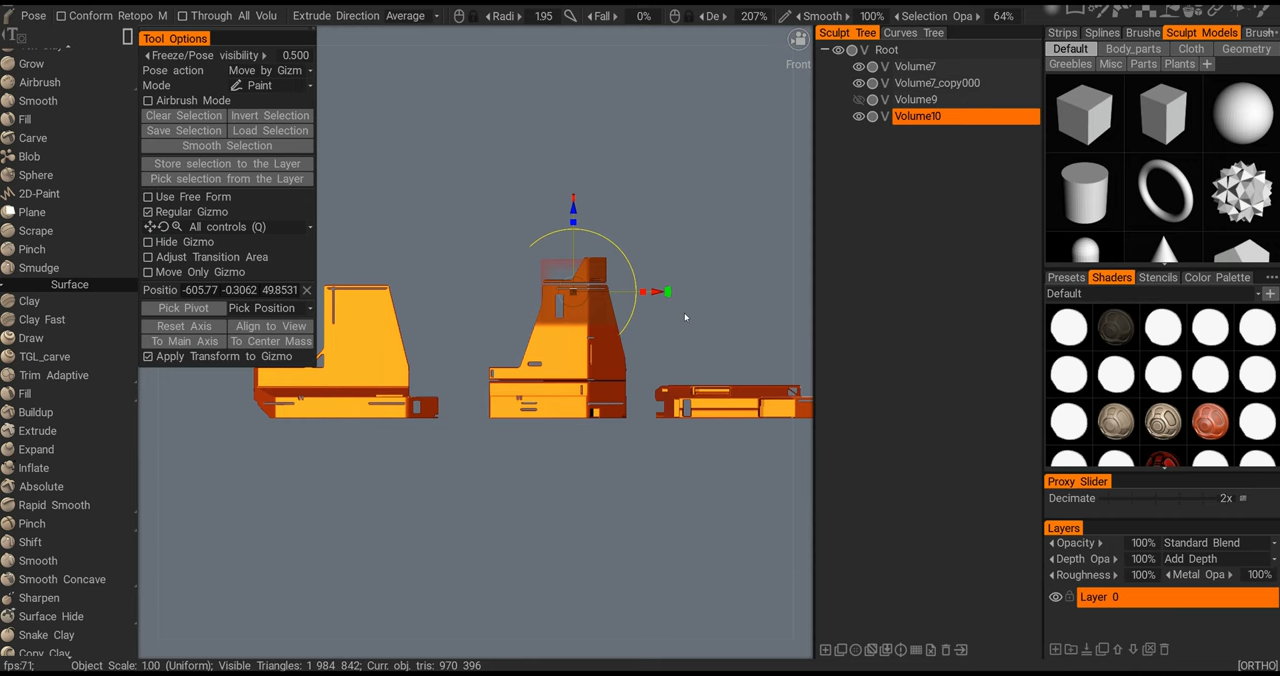 Pose Conform Retopo M Through All Volu Extrude Direction Average Radi 1.95 Fall 0% De 207% Smooth 100% Selection Opa 64%
Tool Options
Freeze/Pose visibility 0.500
Pose action Move by Gizm
Mode Paint
Airbrush Mode
Clear Selection Invert Selection
Save Selection Load Selection
Smooth Selection
Store selection to the Layer
Pick selection from the Layer
Use Free Form
Regular Gizmo
All controls (Q)
Hide Gizmo
Adjust Transition Area
Move Only Gizmo
Positio -605.77 -0.3062 49.8531
Pick Pivot Pick Position
Reset Axis Align to View
To Main Axis To Center Mass
Apply Transform to Gizmo
Grow
Airbrush
Smooth
Fill
Carve
Blob
Sphere
2D-Paint
Plane
Scrape
Pinch
Smudge
Surface
Clay
Clay Fast
Draw
TGL_carve
Trim Adaptive
Fill
Buildup
Extrude
Expand
Inflate
Absolute
Rapid Smooth
Pinch
Shift
Smooth
Smooth Concave
Sharpen
Surface Hide
Snake Clay
Copy Clay
Front
Sculpt Tree Curves Tree
Root
V Volume7
V Volume7_copy000
V Volume9
V Volume10
Strips Splines Brushe Sculpt Models Brush
Default Body_parts Cloth Geometry
Greebles Misc Parts Plants
Presets Shaders Stencils Color Palette
Default
Proxy Slider
Decimate 2x
Layers
Opacity 100% Standard Blend
Depth Opa 100% Add Depth
Roughness 100% Metal Opa 100%
Layer 0
fps:71; Object Scale: 1.00 (Uniform); Visible Triangles: 1 984 842; Curr. obj. tris: 970 396
[ORTHO]